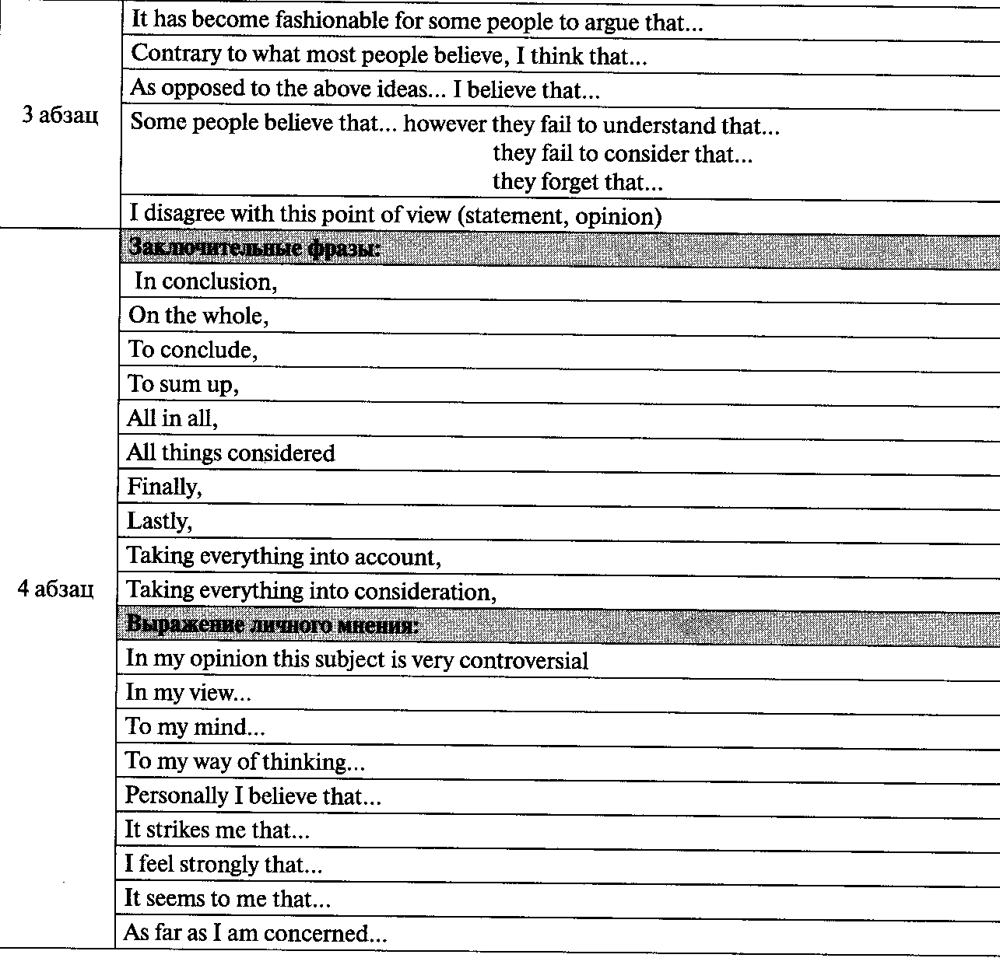 It has become fashionable for some people to argue that...
Contrary to what most people believe, I think that...
As opposed to the above ideas... I believe that...
3 абзац
Some people believe that... however they fail to understand that...
they fail to consider that...
they forget that...
I disagree with this point of view (statement, opinion)
Заключительные фразы:
In conclusion,
On the whole,
To conclude,
To sum up,
All in all,
All things considered
Finally,
Lastly,
Taking everything into account,
4 абзац
Taking everything into consideration,
Выражение личного мнения:
In my opinion this subject is very controversial
In my view...
To my mind...
To my way of thinking...
Personally I believe that...
It strikes me that...
I feel strongly that...
It seems to me that...
As far as I am concerned...